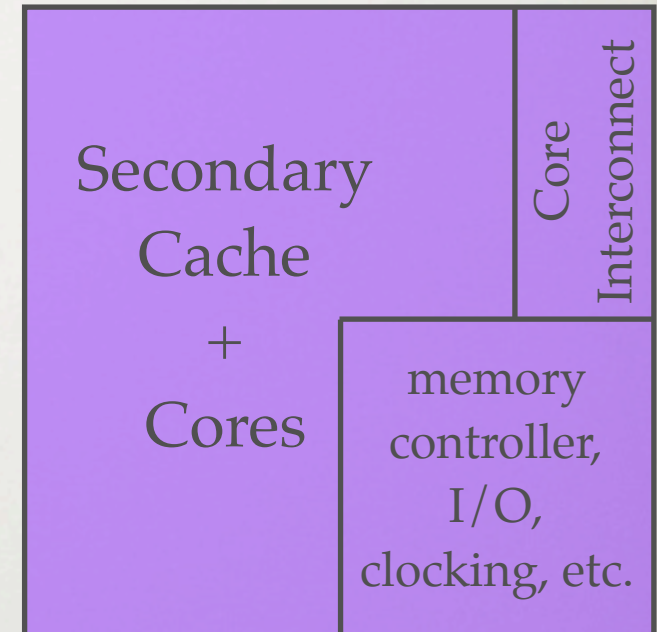 Secondary
Cache
+
Cores
Core
Interconnect
memory
controller,
I/O,
clocking, etc.